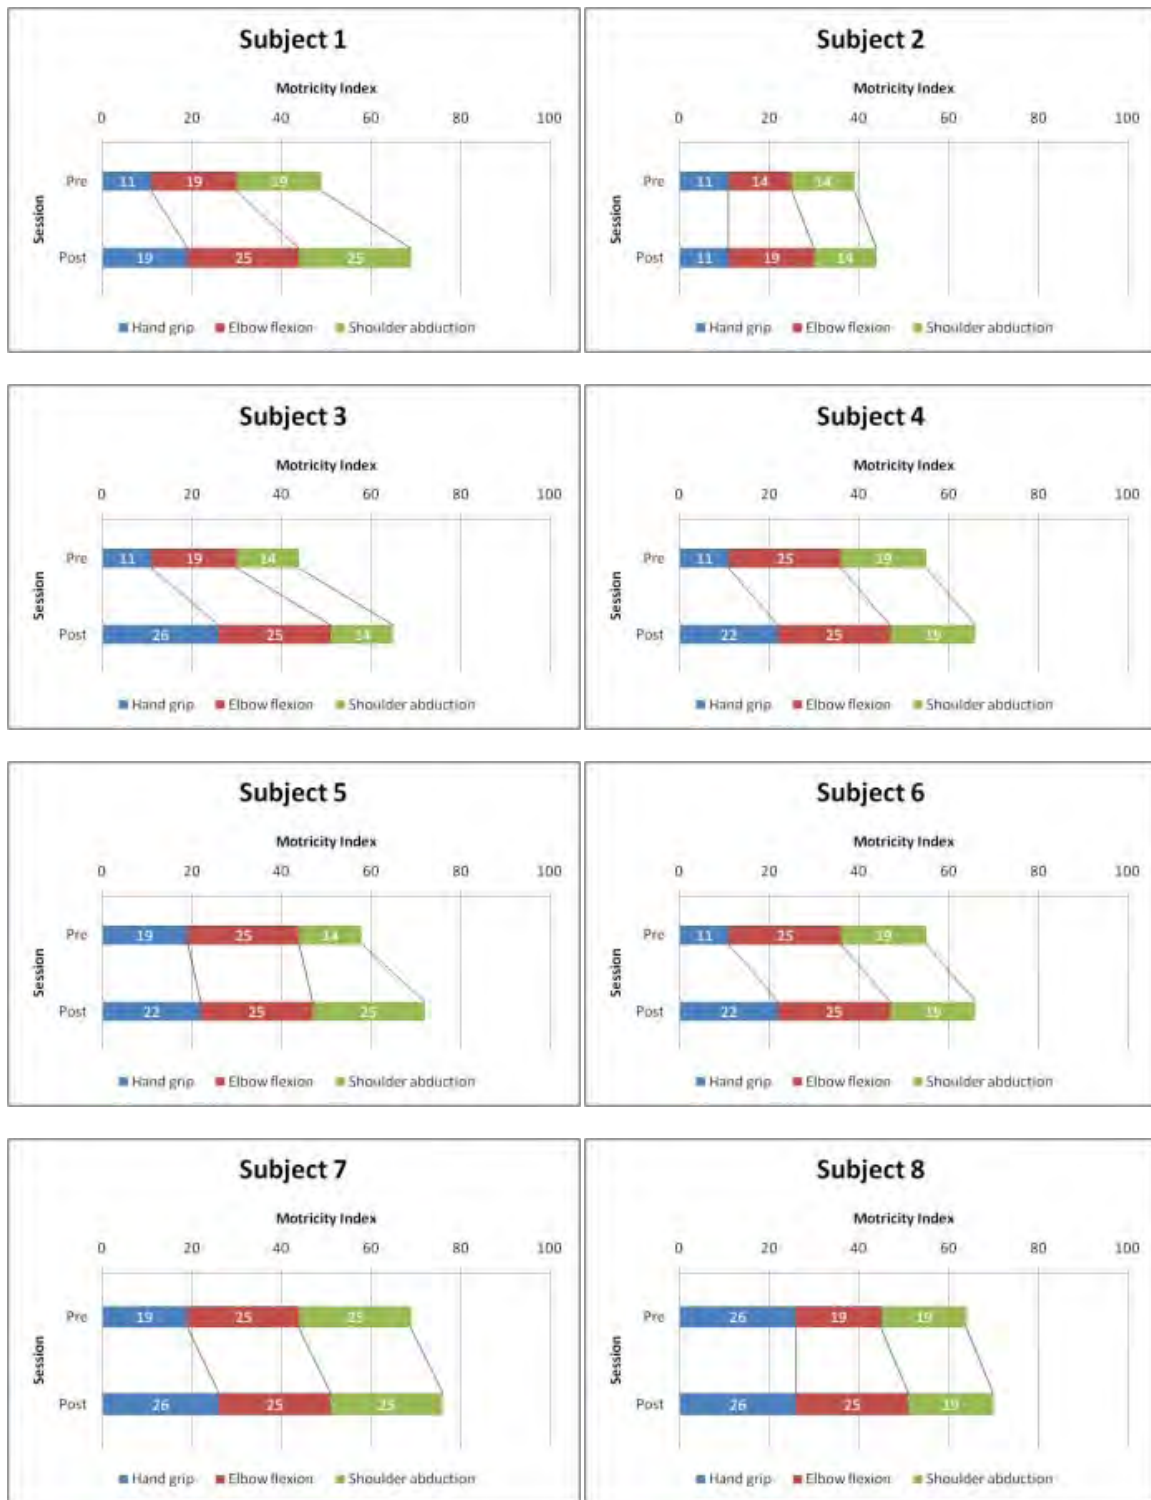 Subject 1
Motricity Index
0 20 40 60 80 100
Pre 11 19 19
Session
Post 19 25 25
Hand grip Elbow flexion Shoulder abduction
Subject 2
Motricity Index
0 20 40 60 80 100
Pre 11 14 14
Session
Post 11 19 14
Hand grip Elbow flexion Shoulder abduction
Subject 3
Motricity Index
0 20 40 60 80 100
Pre 11 19 14
Session
Post 26 25 14
Hand grip Elbow flexion Shoulder abduction
Subject 4
Motricity Index
0 20 40 60 80 100
Pre 11 25 19
Session
Post 22 25 19
Hand grip Elbow flexion Shoulder abduction
Subject 5
Motricity Index
0 20 40 60 80 100
Pre 19 25 14
Session
Post 22 25 25
Hand grip Elbow flexion Shoulder abduction
Subject 6
Motricity Index
0 20 40 60 80 100
Pre 11 25 19
Session
Post 22 25 19
Hand grip Elbow flexion Shoulder abduction
Subject 7
Motricity Index
0 20 40 60 80 100
Pre 19 25 25
Session
Post 26 25 25
Hand grip Elbow flexion Shoulder abduction
Subject 8
Motricity Index
0 20 40 60 80 100
Pre 26 19 19
Session
Post 26 25 19
Hand grip Elbow flexion Shoulder abduction